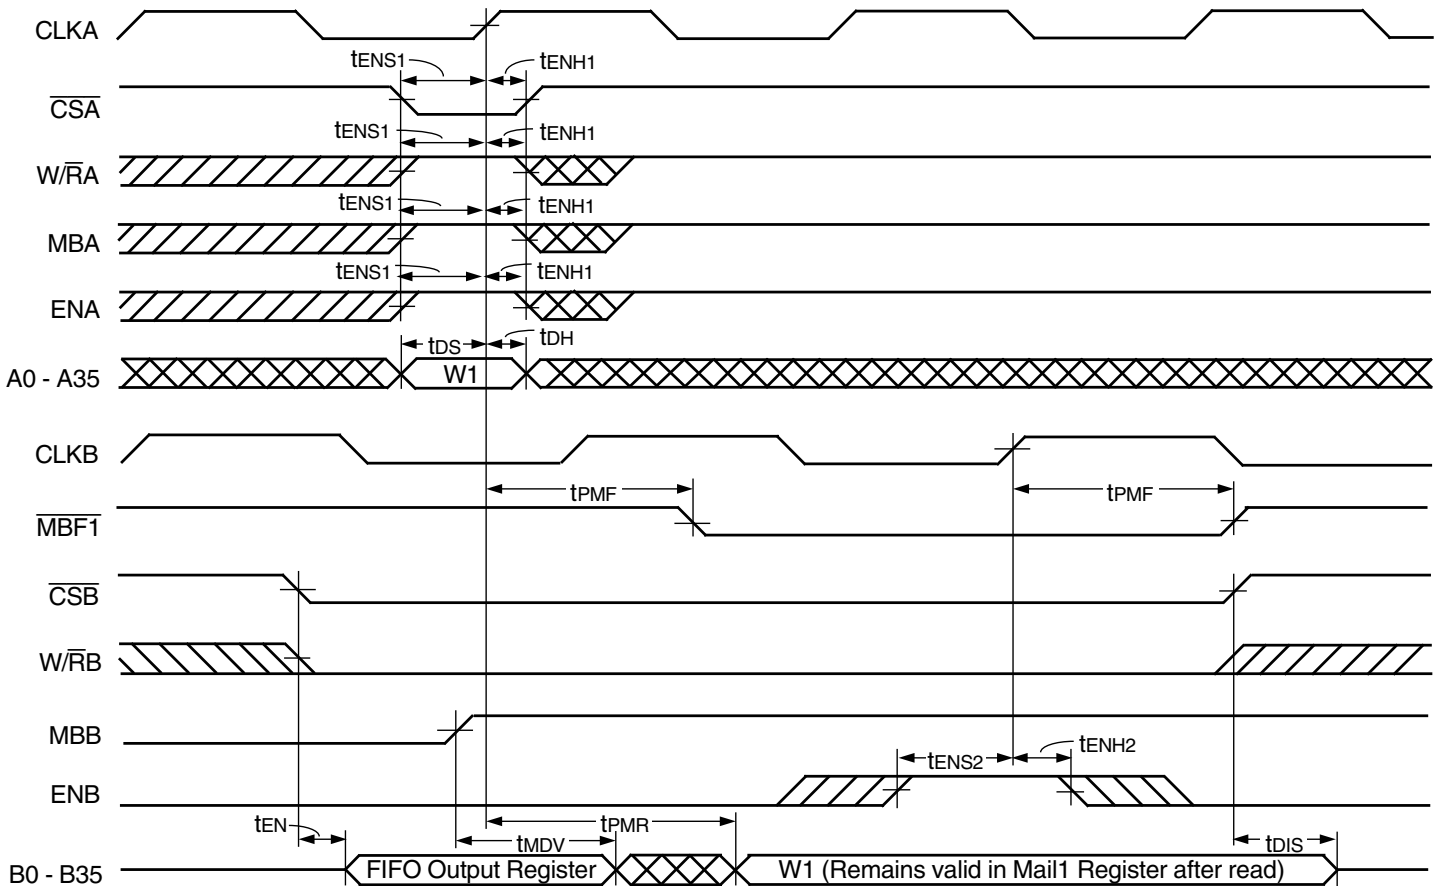 CLKA
tENS1 tENH1
CSA
tENS1 tENH1
W/RA
tENS1 tENH1
MBA
tENS1 tENH1
ENA
tDS tDH
A0 - A35 W1
CLKB
tPMF tPMF
MBF1
CSB
W/RB
MBB
tENS2 tENH2
ENB
tEN tPMR
tMDV tDIS
B0 - B35 FIFO Output Register W1 (Remains valid in Mail1 Register after read)